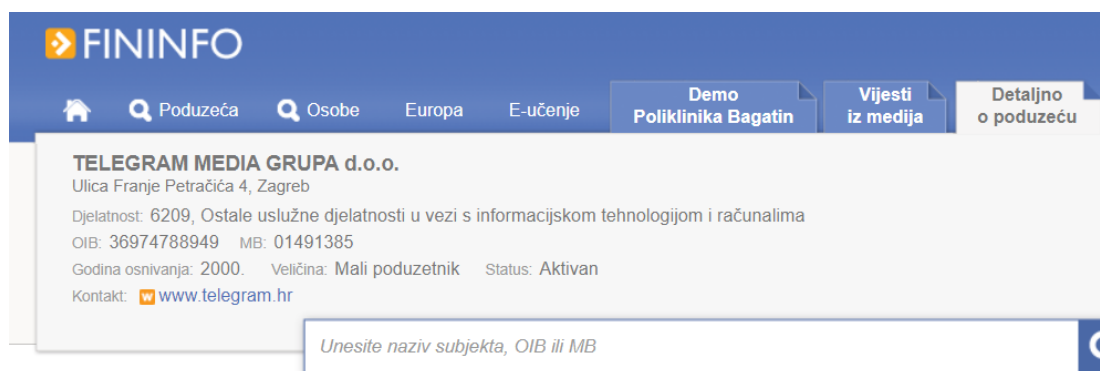 FININFO
Poduzeća Osobe Europa E-učenje Demo Poliklinika Bagatin Vijesti iz medija Detaljno o poduzeću
TELEGRAM MEDIA GRUPA d.o.o.
Ulica Franje Petračića 4, Zagreb
Djelatnost: 6209, Ostale uslužne djelatnosti u vezi s informacijskom tehnologijom i računalima
OIB: 36974788949 MB: 01491385
Godina osnivanja: 2000. Veličina: Mali poduzetnik Status: Aktivan
Kontakt: w www.telegra m.hr
Unesite naziv subjekta, OIB ili MB